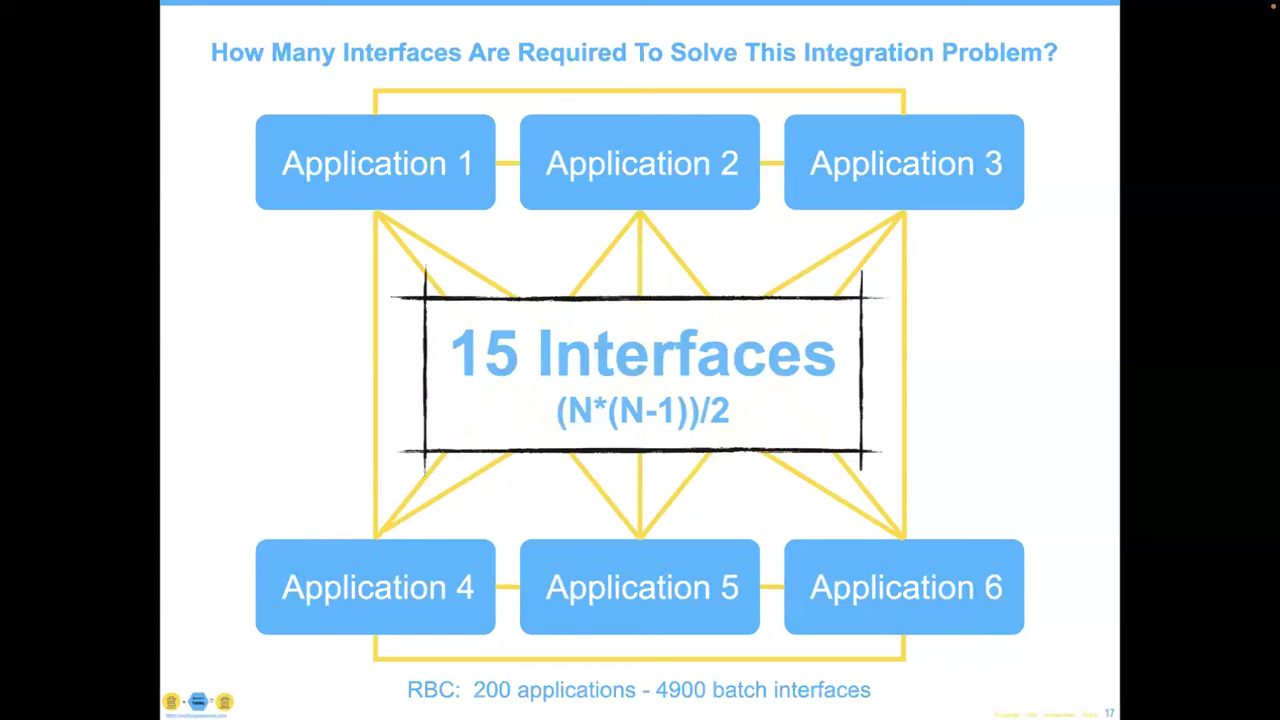 How Many Interfaces Are Required To Solve This Integration Problem?
Application 1
Application 2
Application 3
15 Interfaces
(N*(N-1))/2
Application 4
Application 5
Application 6
RBC: 200 applications - 4900 batch interfaces
17